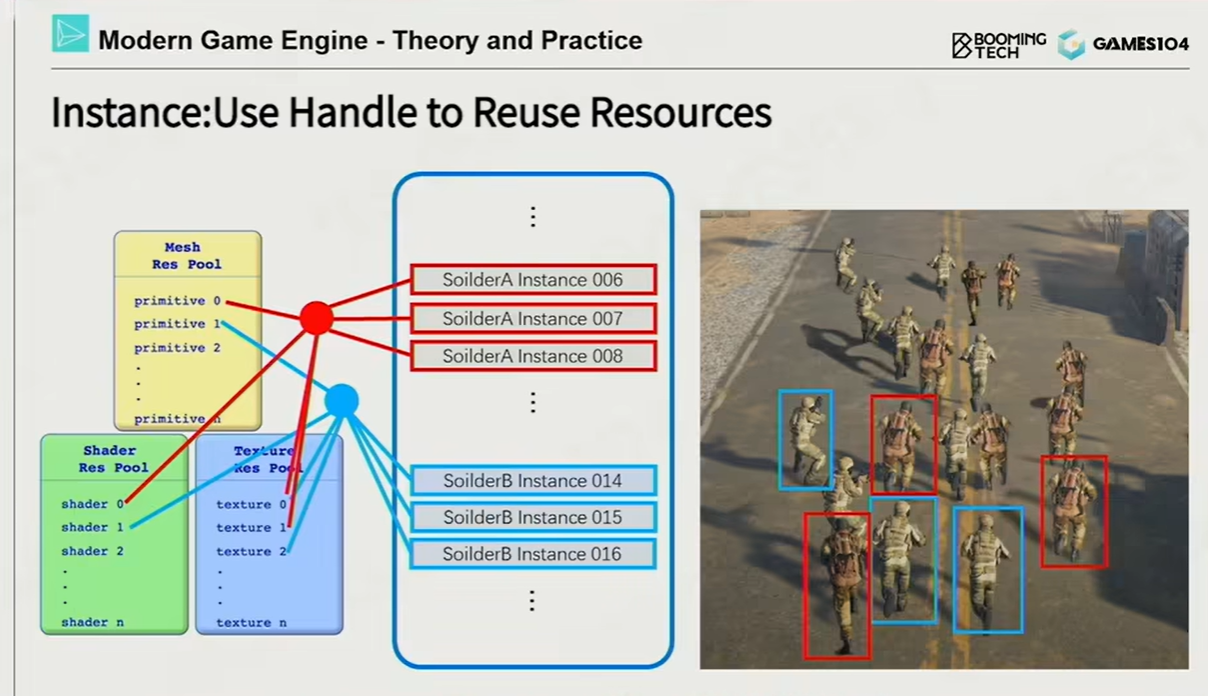 Modern Game Engine - Theory and Practice
BOOMING
TECH
GAMES104
Instance:Use Handle to Reuse Resources
Mesh
Res Pool
primitive 0
primitive 1
primitive 2
.
.
.
primitive n
Shader
Res Pool
shader 0
shader 1
shader 2
.
.
.
shader n
Texture
Res Pool
texture 0
texture 1
texture 2
.
.
.
texture n
⋮
SoilderA Instance 006
SoilderA Instance 007
SoilderA Instance 008
⋮
SoilderB Instance 014
SoilderB Instance 015
SoilderB Instance 016
⋮